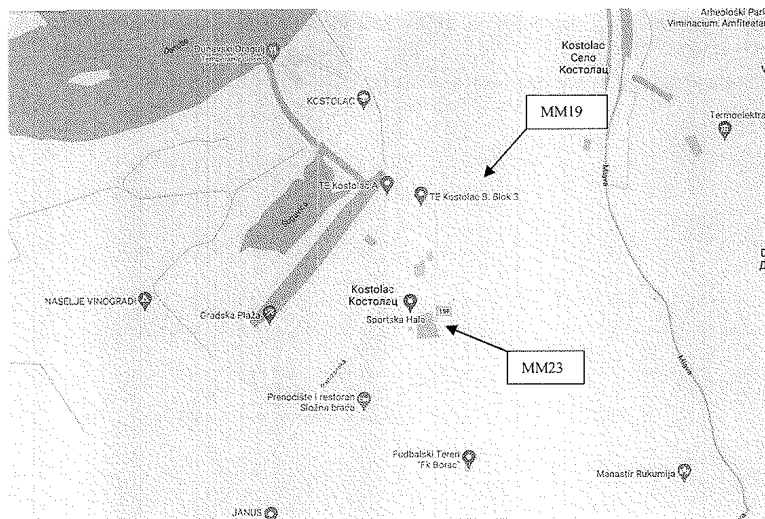 Arheološki Park
Viminacium, Amfiteatar
Kostolac
Село
Костолац
Dunavski Dragulj
KOSTOLAC
MM19
Termoelektra
TE Kostolac A
TE Kostolac B. Blok 3
Mlava
NASELJE VINOGRADI
Gradska Plaža
Kostolac
Костолац
Sportska Hala
159
MM23
Mlava
Prenoćište i restoran
Složna braća
Fudbalski Teren
"Fk Borac"
Manastir Rukumija
JANUS